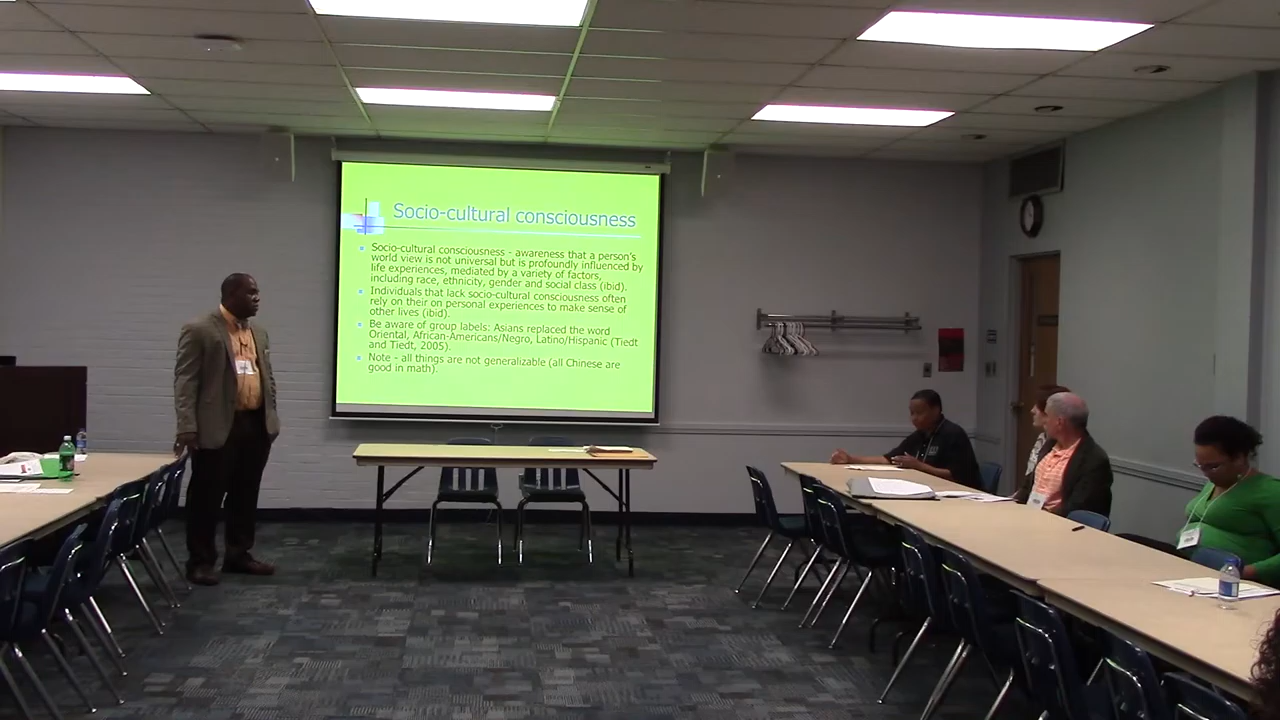 Socio-cultural consciousness
Socio-cultural consciousness - awareness that a person's
world view is not universal but is profoundly influenced by
life experiences, mediated by a variety of factors,
including race, ethnicity, gender and social class (ibid).
Individuals that lack socio-cultural consciousness often
rely on their on personal experiences to make sense of
other lives (ibid).
Be aware of group labels: Asians replaced the word
Oriental, African-Americans/Negro, Latino/Hispanic (Tiedt
and Tiedt, 2005).
Note - all things are not generalizable (all Chinese are
good in math).